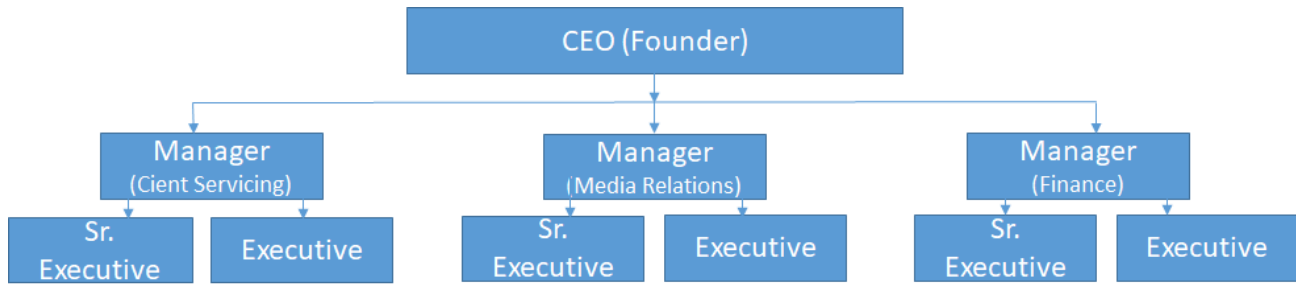 CEO (Founder)
Manager
(Cient Servicing)
Manager
(Media Relations)
Manager
(Finance)
Sr.
Executive
Executive
Sr.
Executive
Executive
Sr.
Executive
Executive